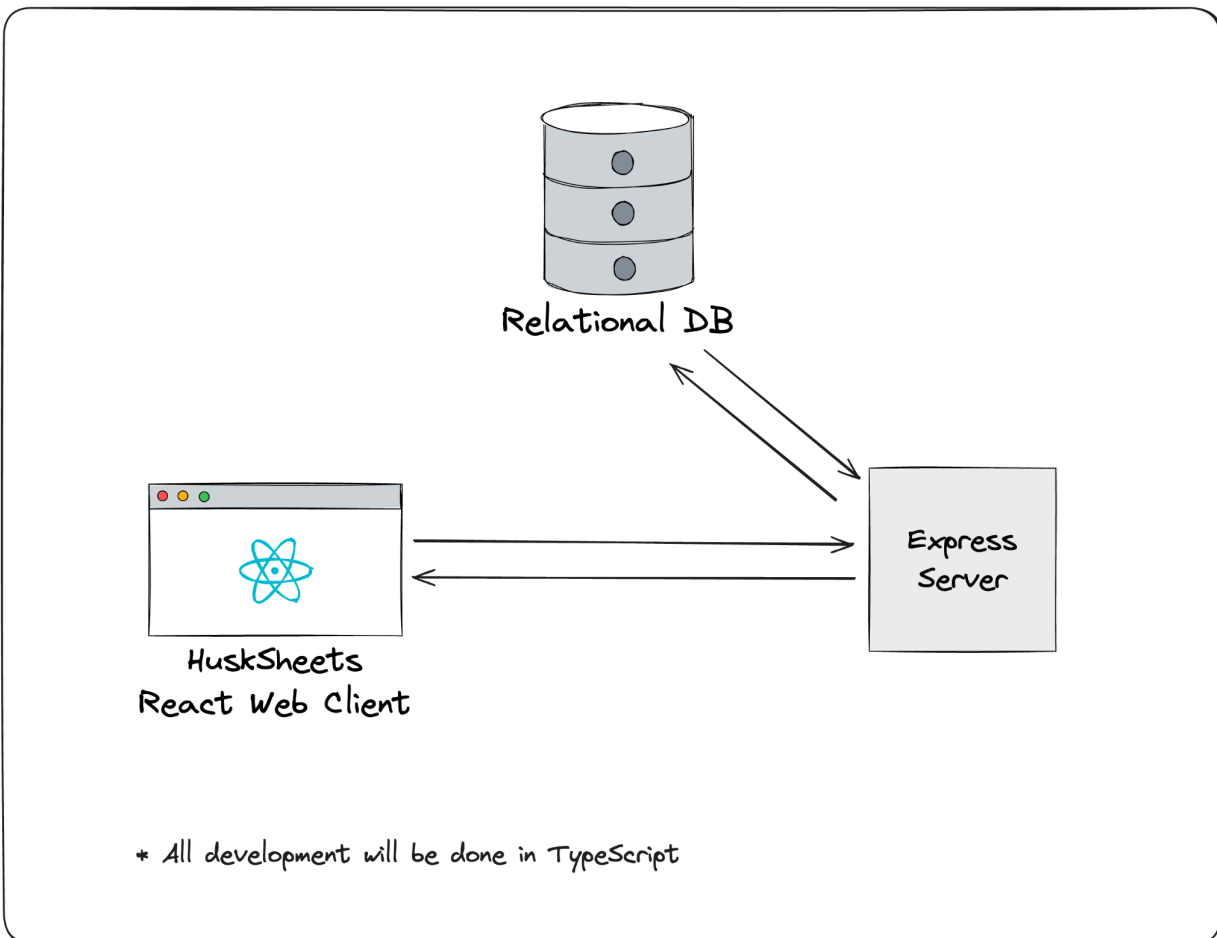 Relational DB
Express
Server
HuskSheets
React Web Client
* All development will be done in TypeScript